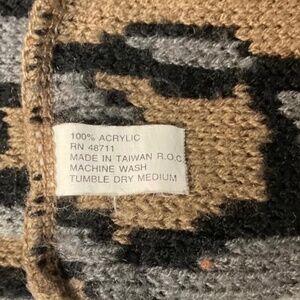 100% ACRYLIC
RN 48711
MADE IN TAIWAN R.O.C
MACHINE WASH
TUMBLE DRY MEDIUM